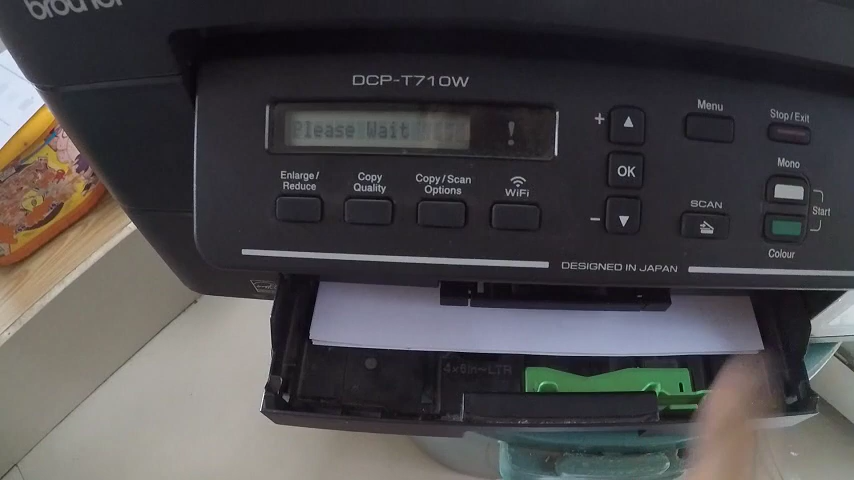 brother
DCP-T710W
Please Wait
!
Enlarge/
Reduce
Copy
Quality
Copy/Scan
Options
WiFi
+
OK
-
Menu
Stop/Exit
Mono
SCAN
Start
Colour
DESIGNED IN JAPAN
4x6in~LTR